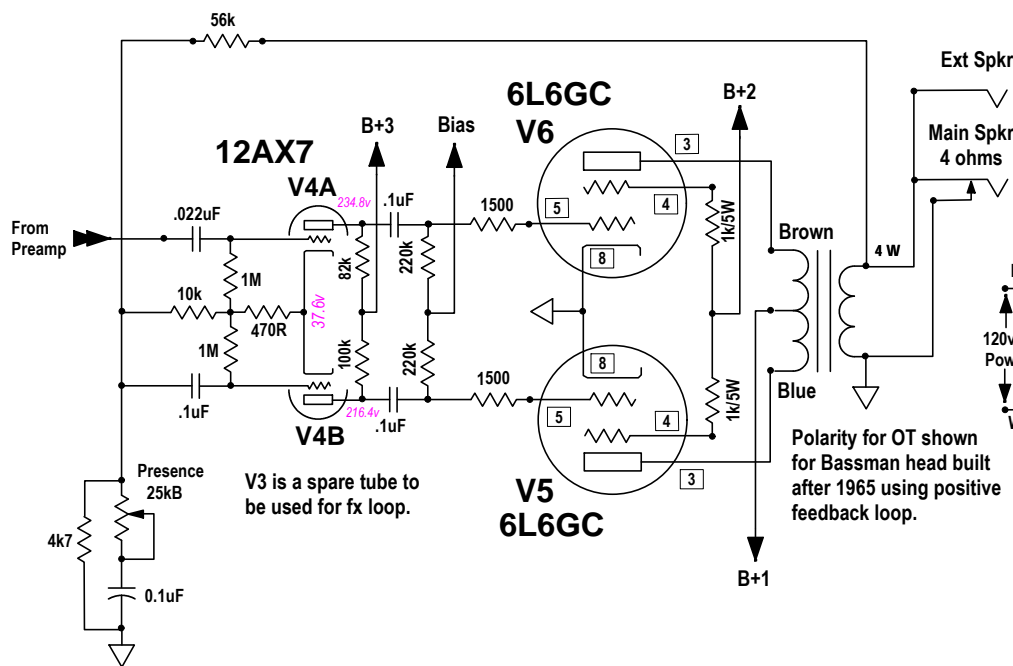 56k
Ext Spkr
6L6GC
V6
B+2
3
B+3
Bias
12AX7
V4A
Main Spkr
4 ohms
234.8v
.1uF
1500
5
4
.022uF
From
Preamp
82k
220k
1k/5W
Brown
4 W
1M
8
10k
470R
37.6v
1M
100k
220k
8
1k/5W
120v
Pow
1500
Blue
.1uF
216.4v
.1uF
5
4
V4B
Polarity for OT shown
for Bassman head built
after 1965 using positive
feedback loop.
Presence
25kB
V3 is a spare tube to
be used for fx loop.
V5
6L6GC
3
4k7
B+1
0.1uF